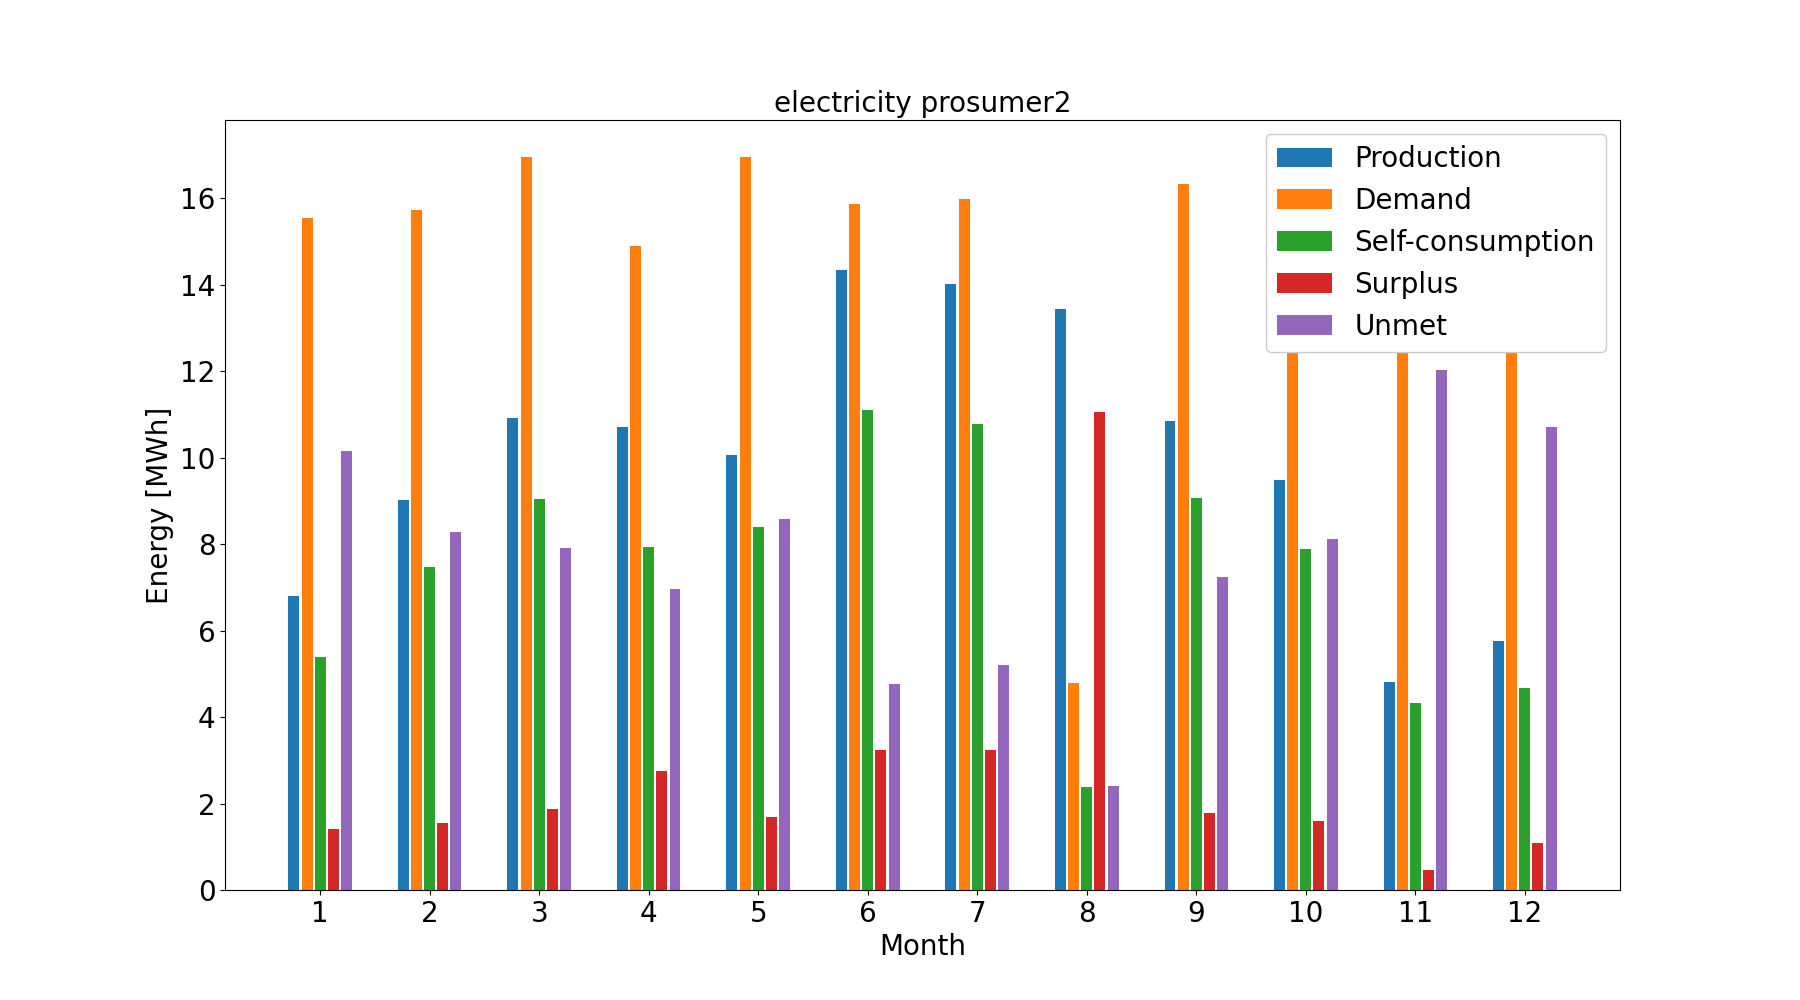 electricity prosumer2
Production
Demand
Self-consumption
Surplus
Unmet
16
14
12
10
8
6
4
2
0
Energy [MWh]
1 2 3 4 5 6 7 8 9 10 11 12
Month